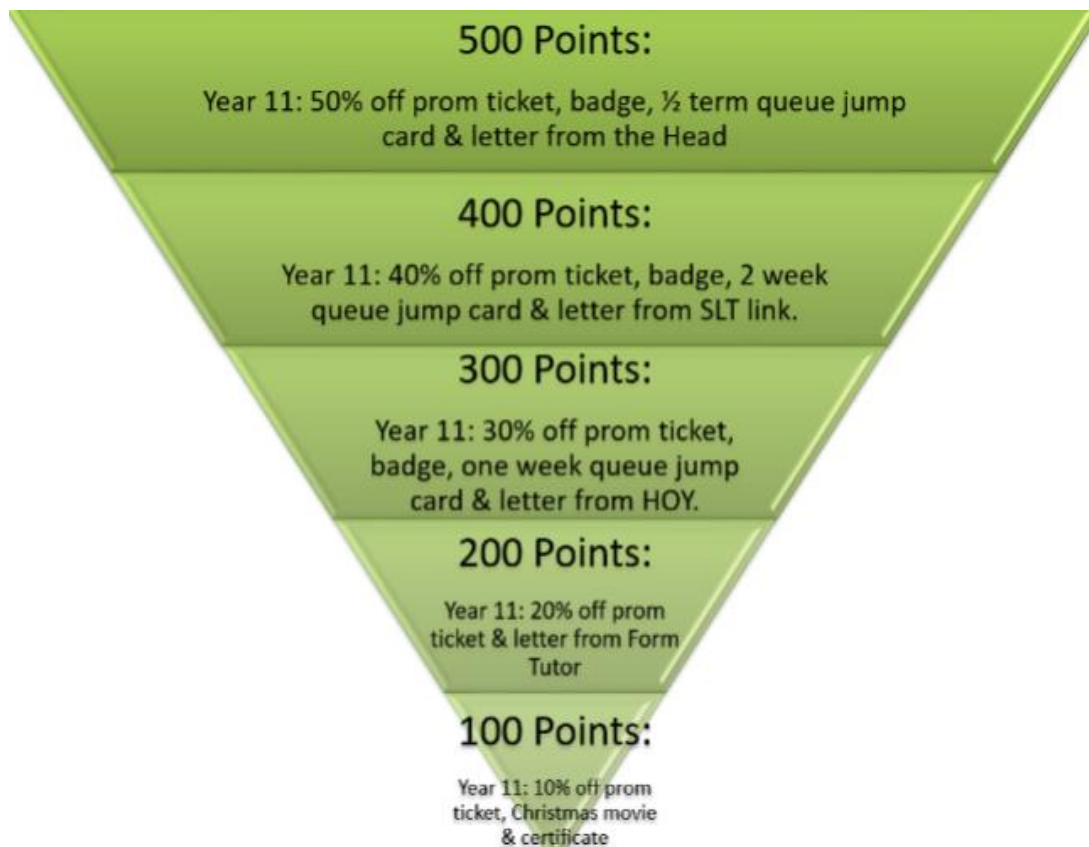 500 Points:
Year 11: 50% off prom ticket, badge, ½ term queue jump
card & letter from the Head
400 Points:
Year 11: 40% off prom ticket, badge, 2 week
queue jump card & letter from SLT link.
300 Points:
Year 11: 30% off prom ticket,
badge, one week queue jump
card & letter from HOY.
200 Points:
Year 11: 20% off prom
ticket & letter from Form
Tutor
100 Points:
Year 11: 10% off prom
ticket, Christmas movie
& certificate